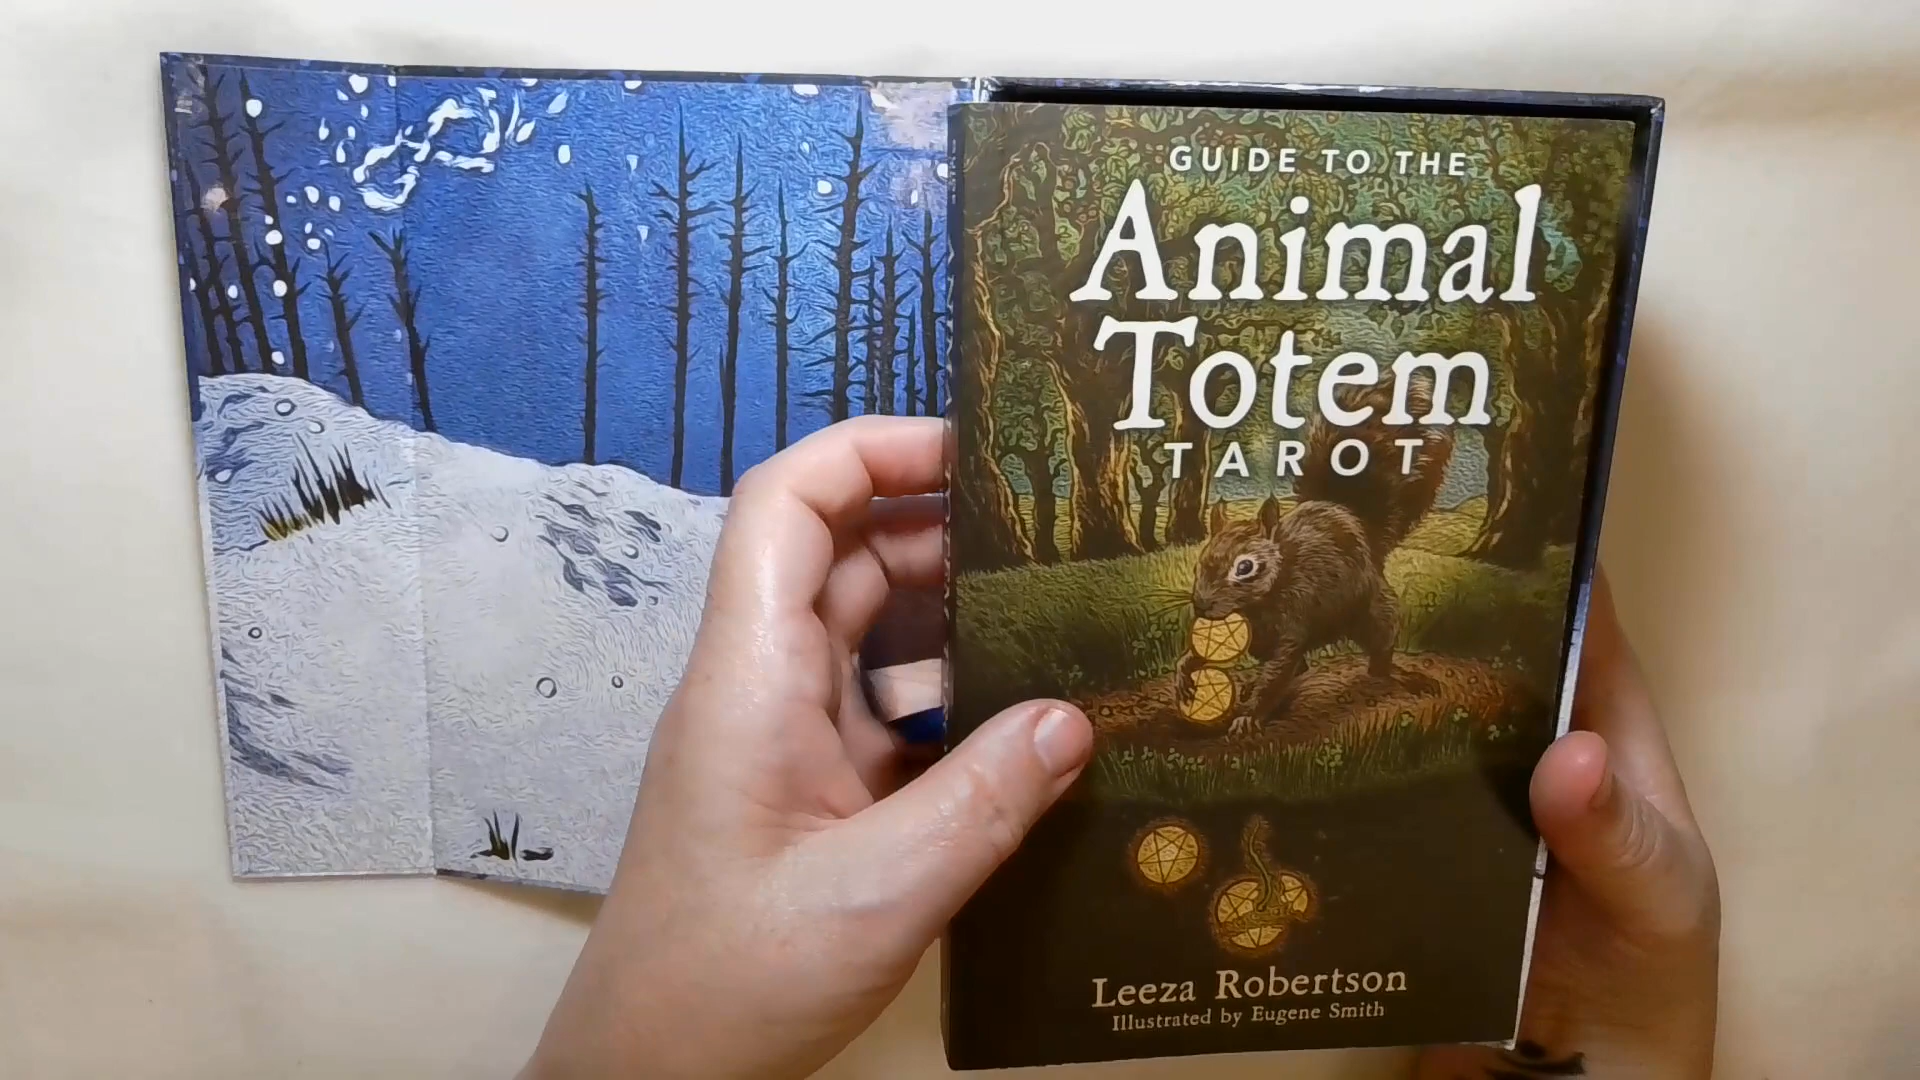 GUIDE TO THE
Animal
Totem
TAROT
Leeza Robertson
Illustrated by Eugene Smith